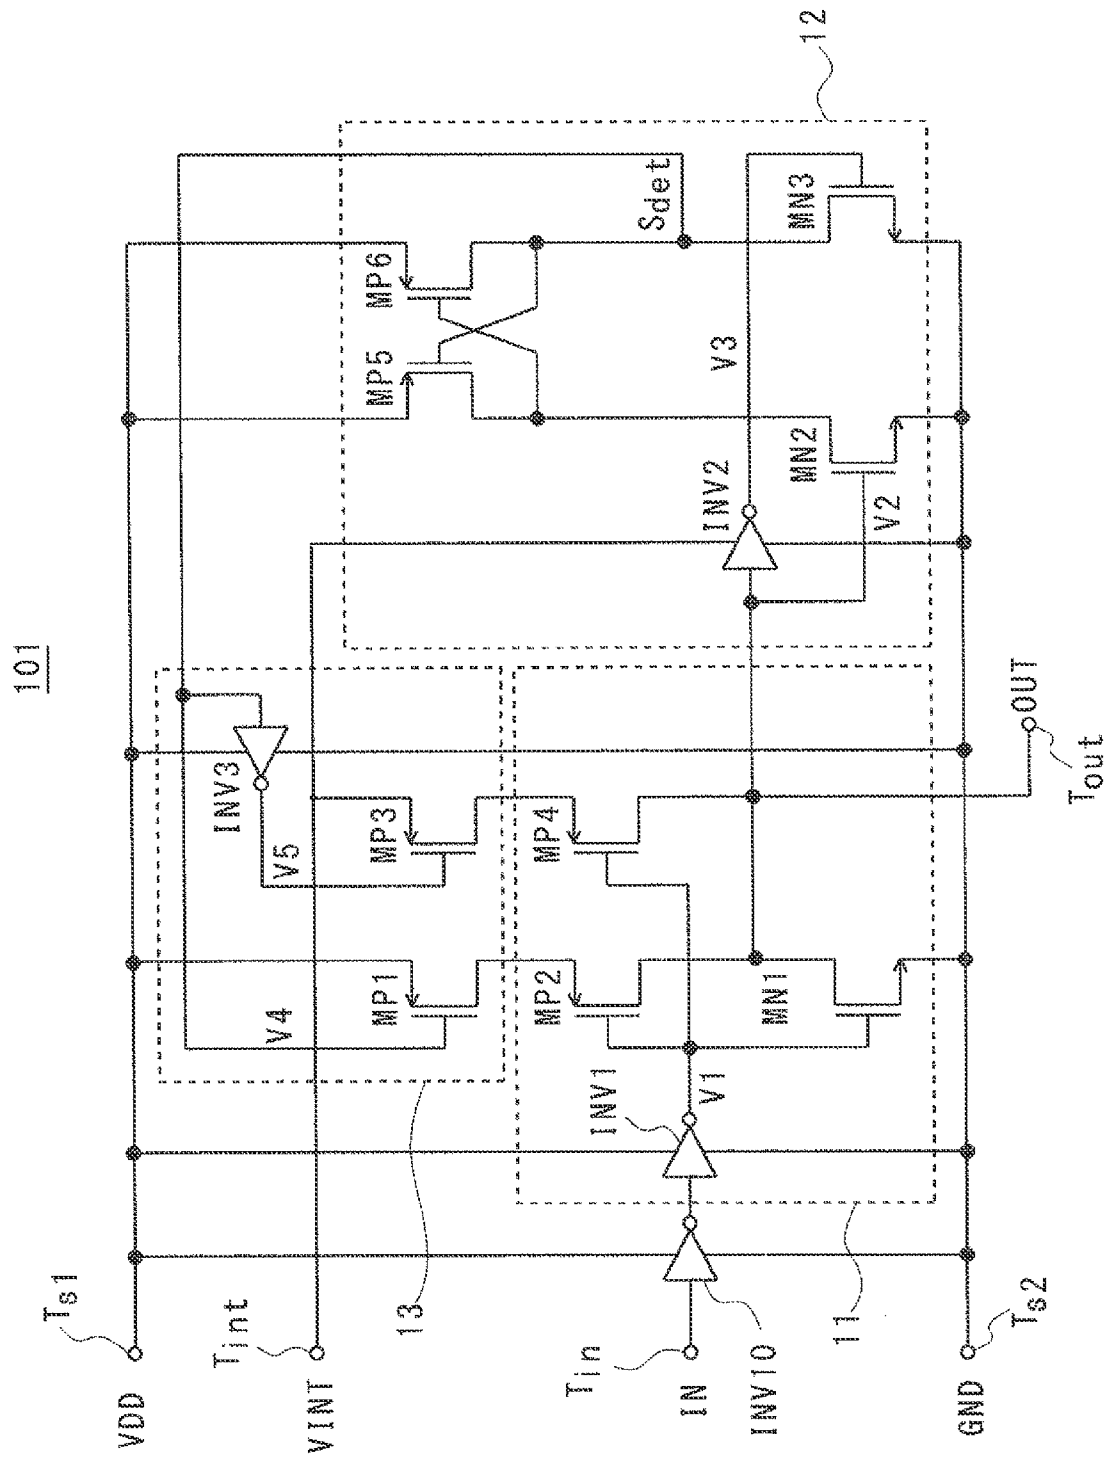 101
VDD
Ts1
VINT
Tint
IN
Tin
INV10
GND
Ts2
13
11
12
V4
MP1
INV3
V5
MP3
INV1
V1
MP2
MN1
MP4
OUT
Tout
MP5
MP6
Sdet
INV2
V3
V2
MN2
MN3